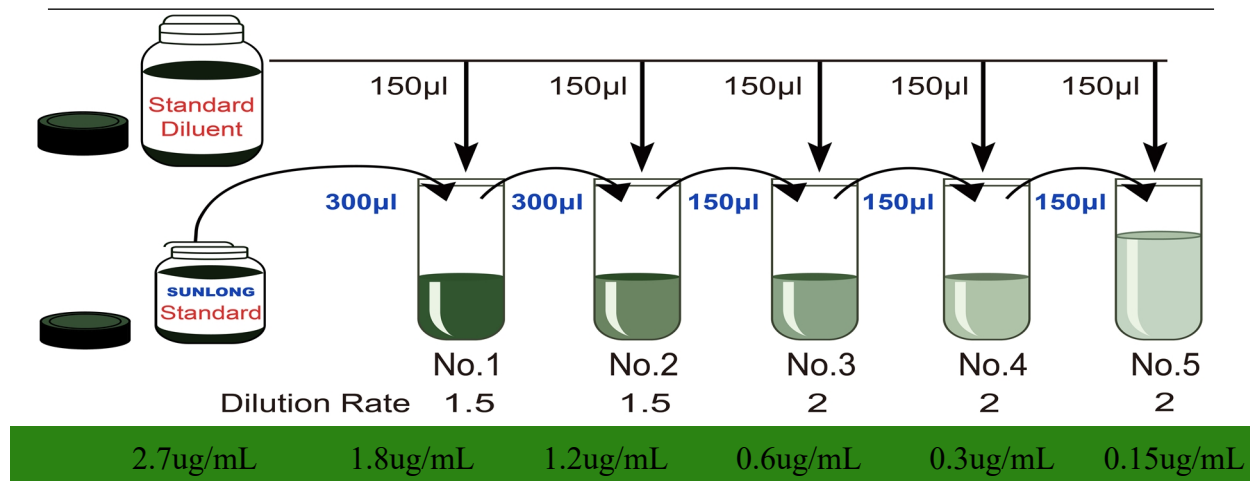 150µl 150µl 150µl 150µl 150µl
Standard
Diluent
300µl 300µl 150µl 150µl 150µl
SUNLONG
Standard
No.1 No.2 No.3 No.4 No.5
Dilution Rate 1.5 1.5 2 2 2
2.7ug/mL 1.8ug/mL 1.2ug/mL 0.6ug/mL 0.3ug/mL 0.15ug/mL